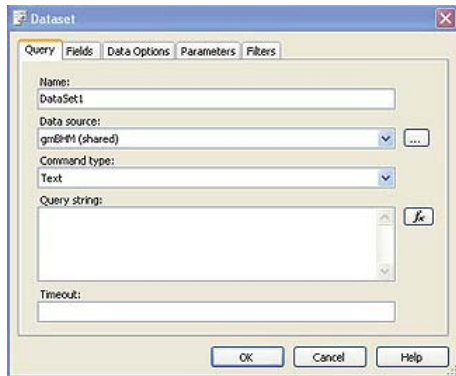 Dataset
Query Fields Data Options Parameters Filters
Name:
DataSet1
Data source:
gmBHM (shared)
...
Command type:
Text
Query string:
fx
Timeout:
OK Cancel Help